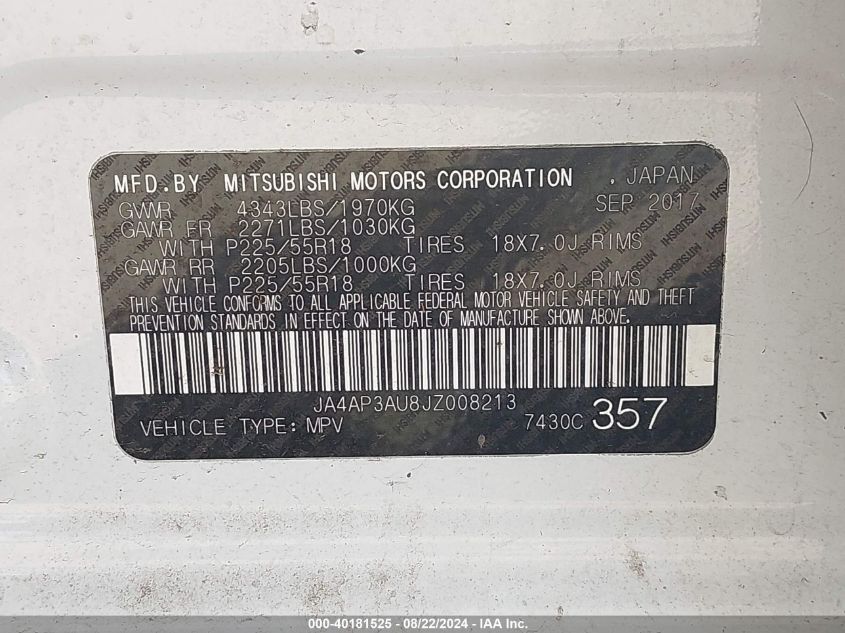 MFD.BY MITSUBISHI MOTORS CORPORATION , JAPAN
GVWR 4343LBS/1970KG SEP 2017
GAWR FR 2271LBS/1030KG
WITH P225/55R18 TIRES 18X7.0J RIMS
GAWR RR 2205LBS/1000KG
WITH P225/55R18 TIRES 18X7.0J RIMS
THIS VEHICLE CONFORMS TO ALL APPLICABLE FEDERAL MOTOR VEHICLE SAFETY AND THEFT
PREVENTION STANDARDS IN EFFECT ON THE DATE OF MANUFACTURE SHOWN ABOVE.
JA4AP3AU8JZ008213
VEHICLE TYPE: MPV 7430C 357
000-40181525 - 08/22/2024 - IAA Inc.